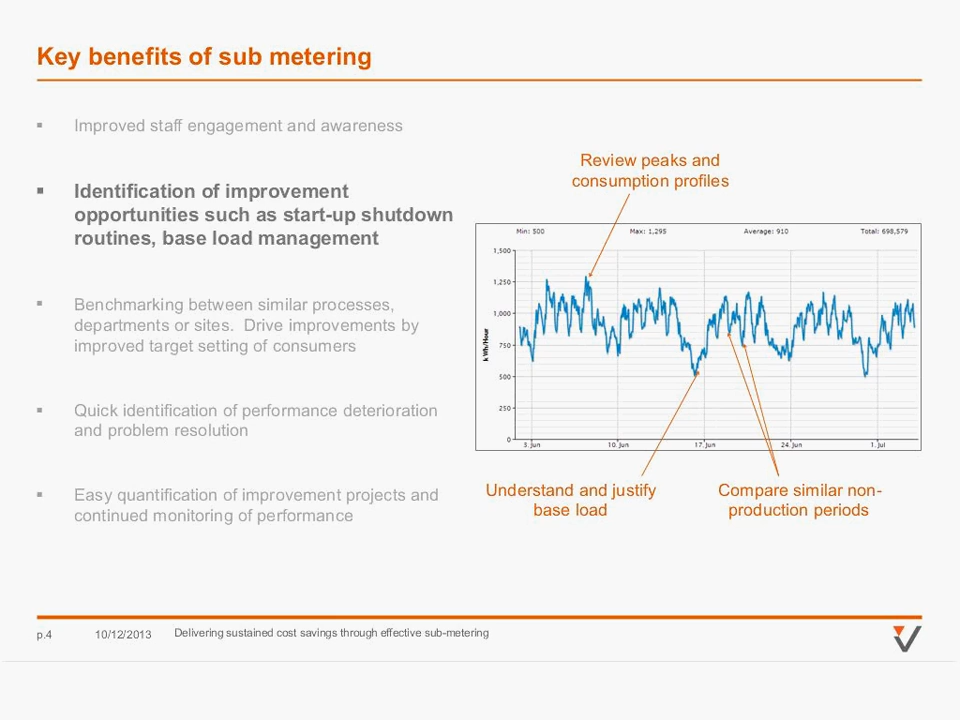 Key benefits of sub metering
▪ Improved staff engagement and awareness
▪ Identification of improvement
opportunities such as start-up shutdown
routines, base load management
▪ Benchmarking between similar processes,
departments or sites. Drive improvements by
improved target setting of consumers
▪ Quick identification of performance deterioration
and problem resolution
▪ Easy quantification of improvement projects and
continued monitoring of performance
Review peaks and
consumption profiles
Min: 500 Max: 1,295 Average: 910 Total: 698,579
kWh/Hour
1,500
1,250
1,000
750
500
250
0
3. Jun 10. Jun 17. Jun 24. Jun 1. Jul
Understand and justify
base load
Compare similar non-
production periods
p.4 10/12/2013 Delivering sustained cost savings through effective sub-metering